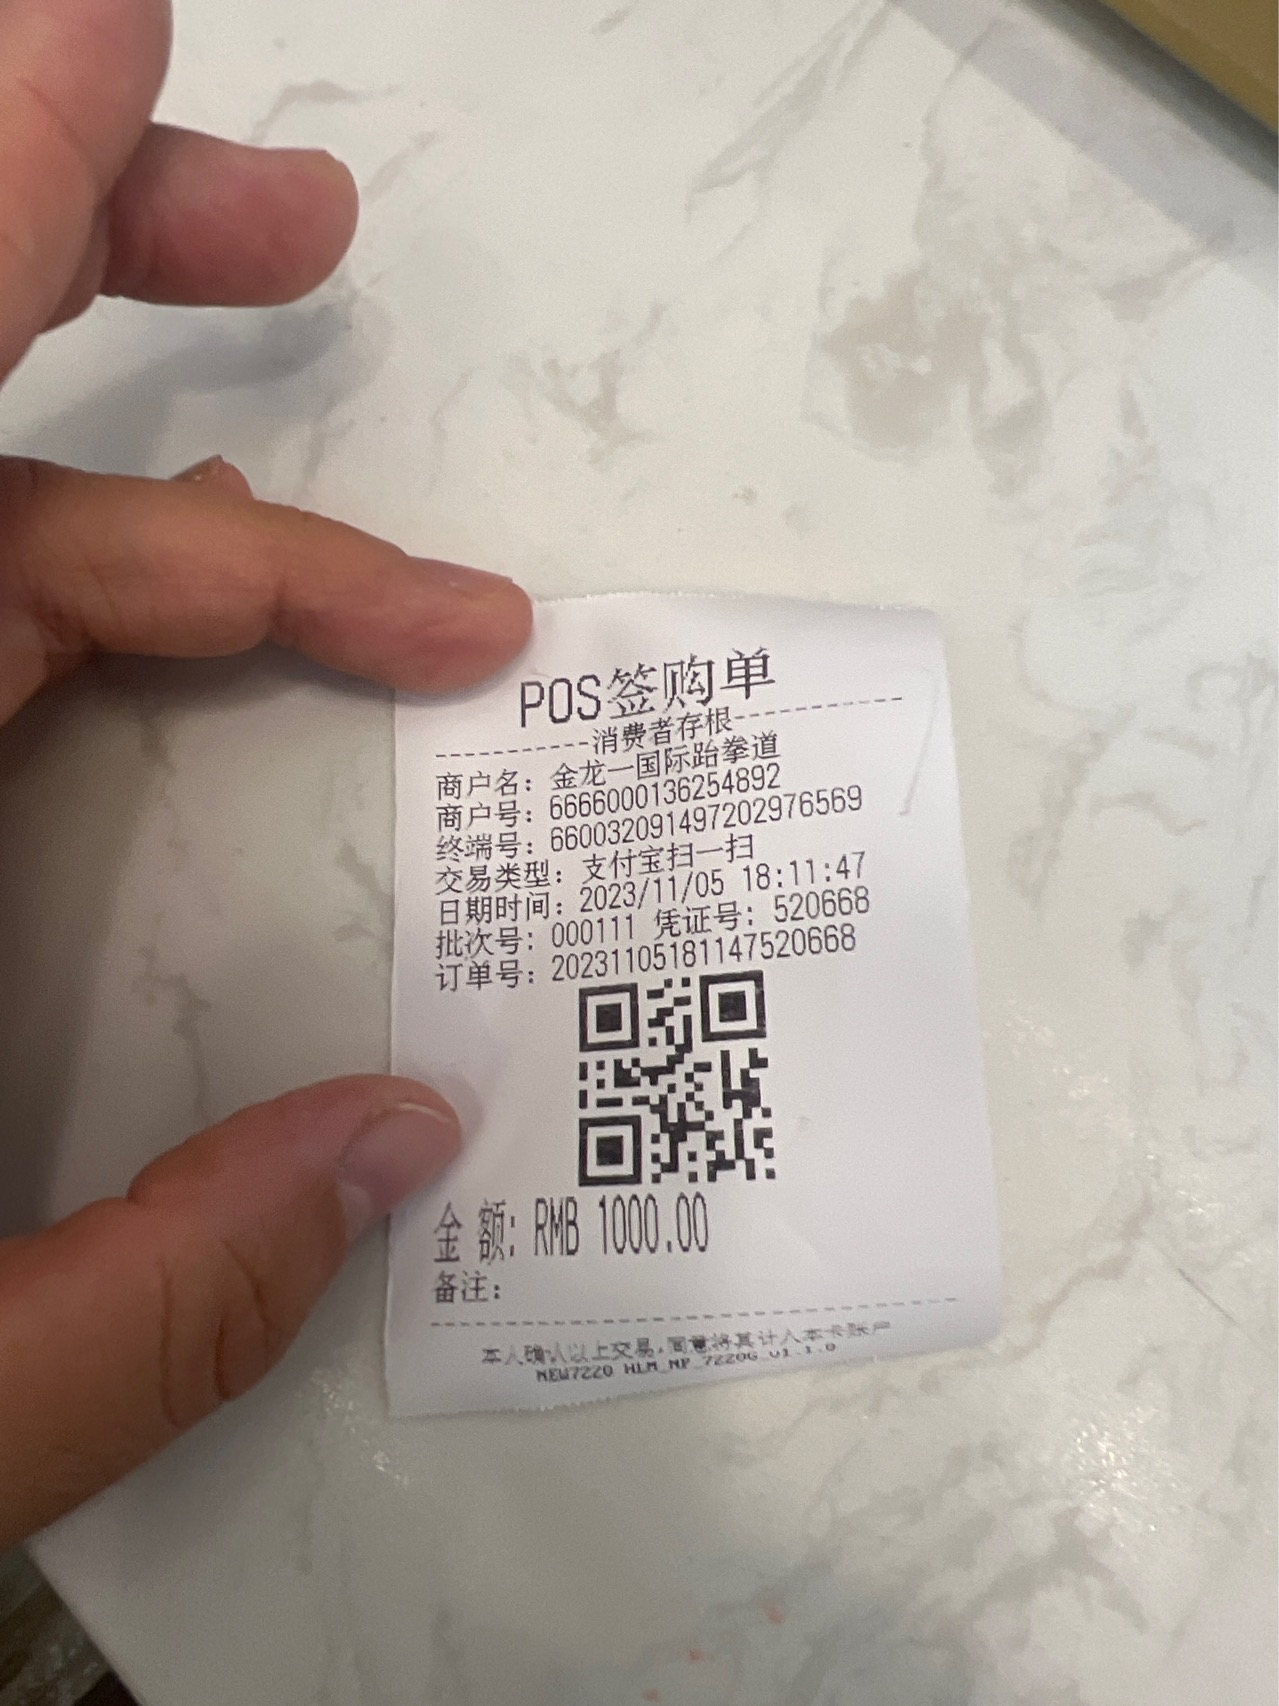 POS签购单
-----------消费者存根-----------
商户名：金龙一国际跆拳道
商户号：6666000136254892
终端号：660032091497202976569
交易类型：支付宝扫一扫
日期时间：2023/11/05 18:11:47
批次号：000111 凭证号：520668
订单号：20231105181147520668
金 额：RMB 1000.00
备注：
本人确认以上交易，同意将其计入本卡账户
NEW7220 HLM_NP_7220G_V1.1.0